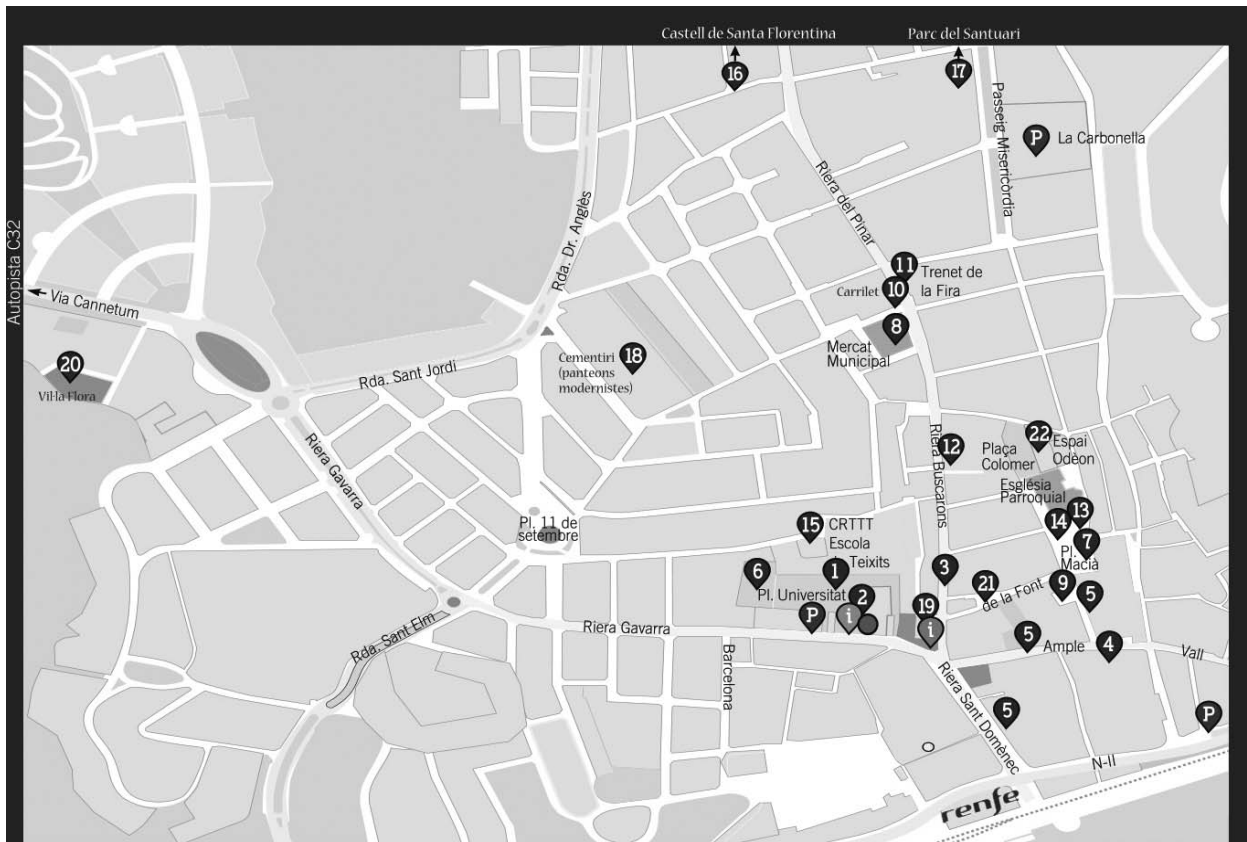 Castell de Santa Florentina
Parc del Santuari
16
17
Passeig Misericòrdia
P
La Carbonella
Riera del Pinar
Rda. Dr. Anglès
Autopista C32
Via Cannetum
11
Trenet de
la Fira
Carrilet
10
8
Mercat
Municipal
20
Vil·la Flora
Rda. Sant Jordi
Cementiri
(panteons
modernistes)
18
Riera Gavarra
Riera Buscarons
12
Plaça
Colomer
22
Espai
Odèon
Església
Parroquial
13
14
7
Pl.
Macià
Pl. 11 de
setembre
15
CRTTT
Escola
Teixits
6
1
Pl. Universitat
2
P
i
3
21
de la Font
9
5
19
i
Riera Gavarra
Rda. Sant Elm
Barcelona
5
Ample
4
Vall
Riera Sant Domènec
5
P
N-II
renfe